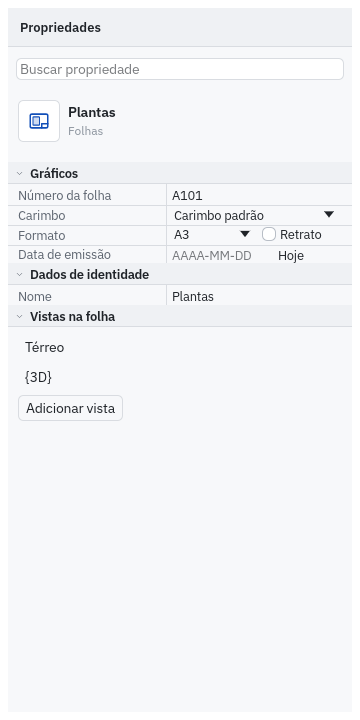 Propriedades
Buscar propriedade
Plantas
Folhas
Gráficos
Número da folha A101
Carimbo Carimbo padrão
Formato A3 Retrato
Data de emissão AAAA-MM-DD Hoje
Dados de identidade
Nome Plantas
Vistas na folha
Térreo
{3D}
Adicionar vista